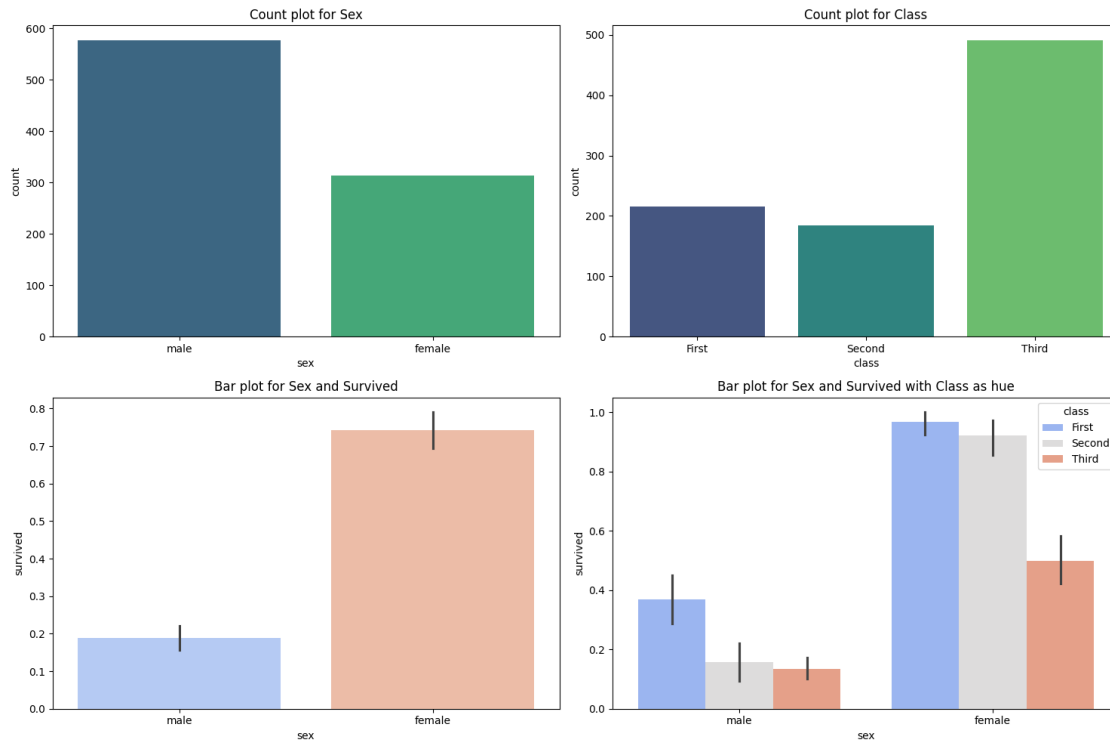 Count plot for Sex
600
500
400
300
200
100
0
count
male
female
sex
Count plot for Class
500
400
300
200
100
0
count
First
Second
Third
class
Bar plot for Sex and Survived
0.8
0.7
0.6
0.5
0.4
0.3
0.2
0.1
0.0
survived
male
female
sex
Bar plot for Sex and Survived with Class as hue
1.0
0.8
0.6
0.4
0.2
0.0
survived
class
First
Second
Third
male
female
sex